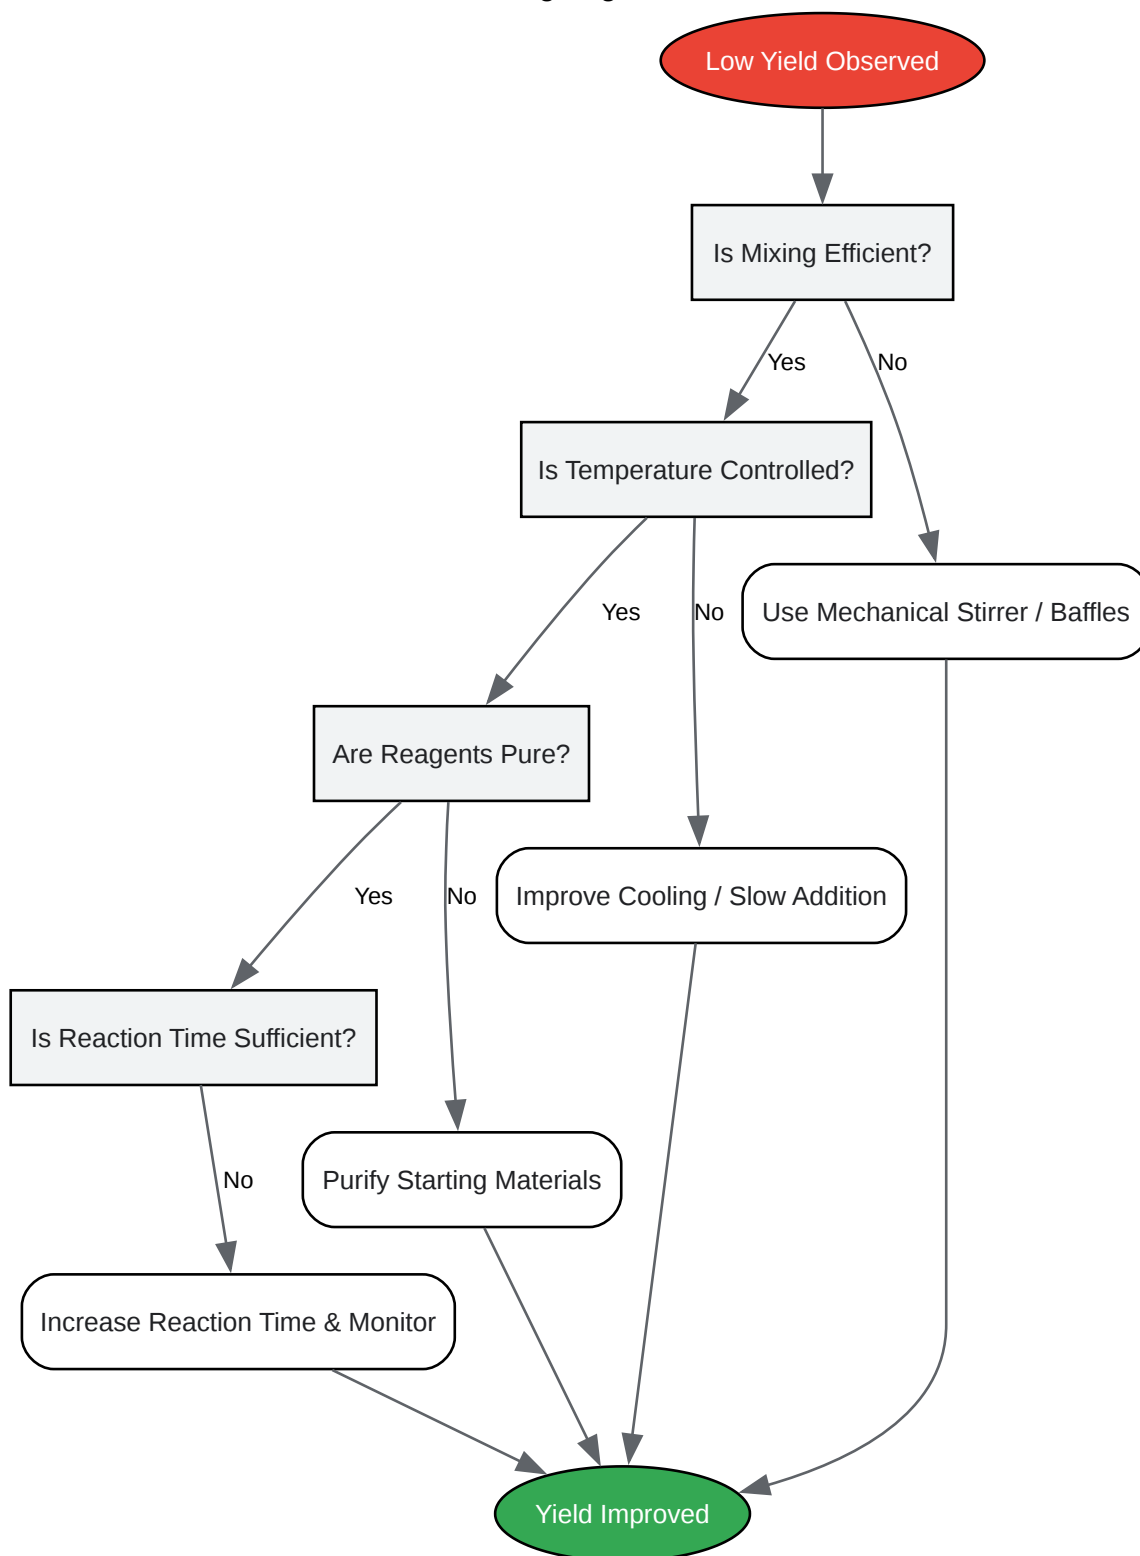 Low Yield Observed
Is Mixing Efficient?
Yes
No
Is Temperature Controlled?
Yes
No
Use Mechanical Stirrer / Baffles
Are Reagents Pure?
Yes
No
Improve Cooling / Slow Addition
Is Reaction Time Sufficient?
No
Purify Starting Materials
Increase Reaction Time & Monitor
Yield Improved